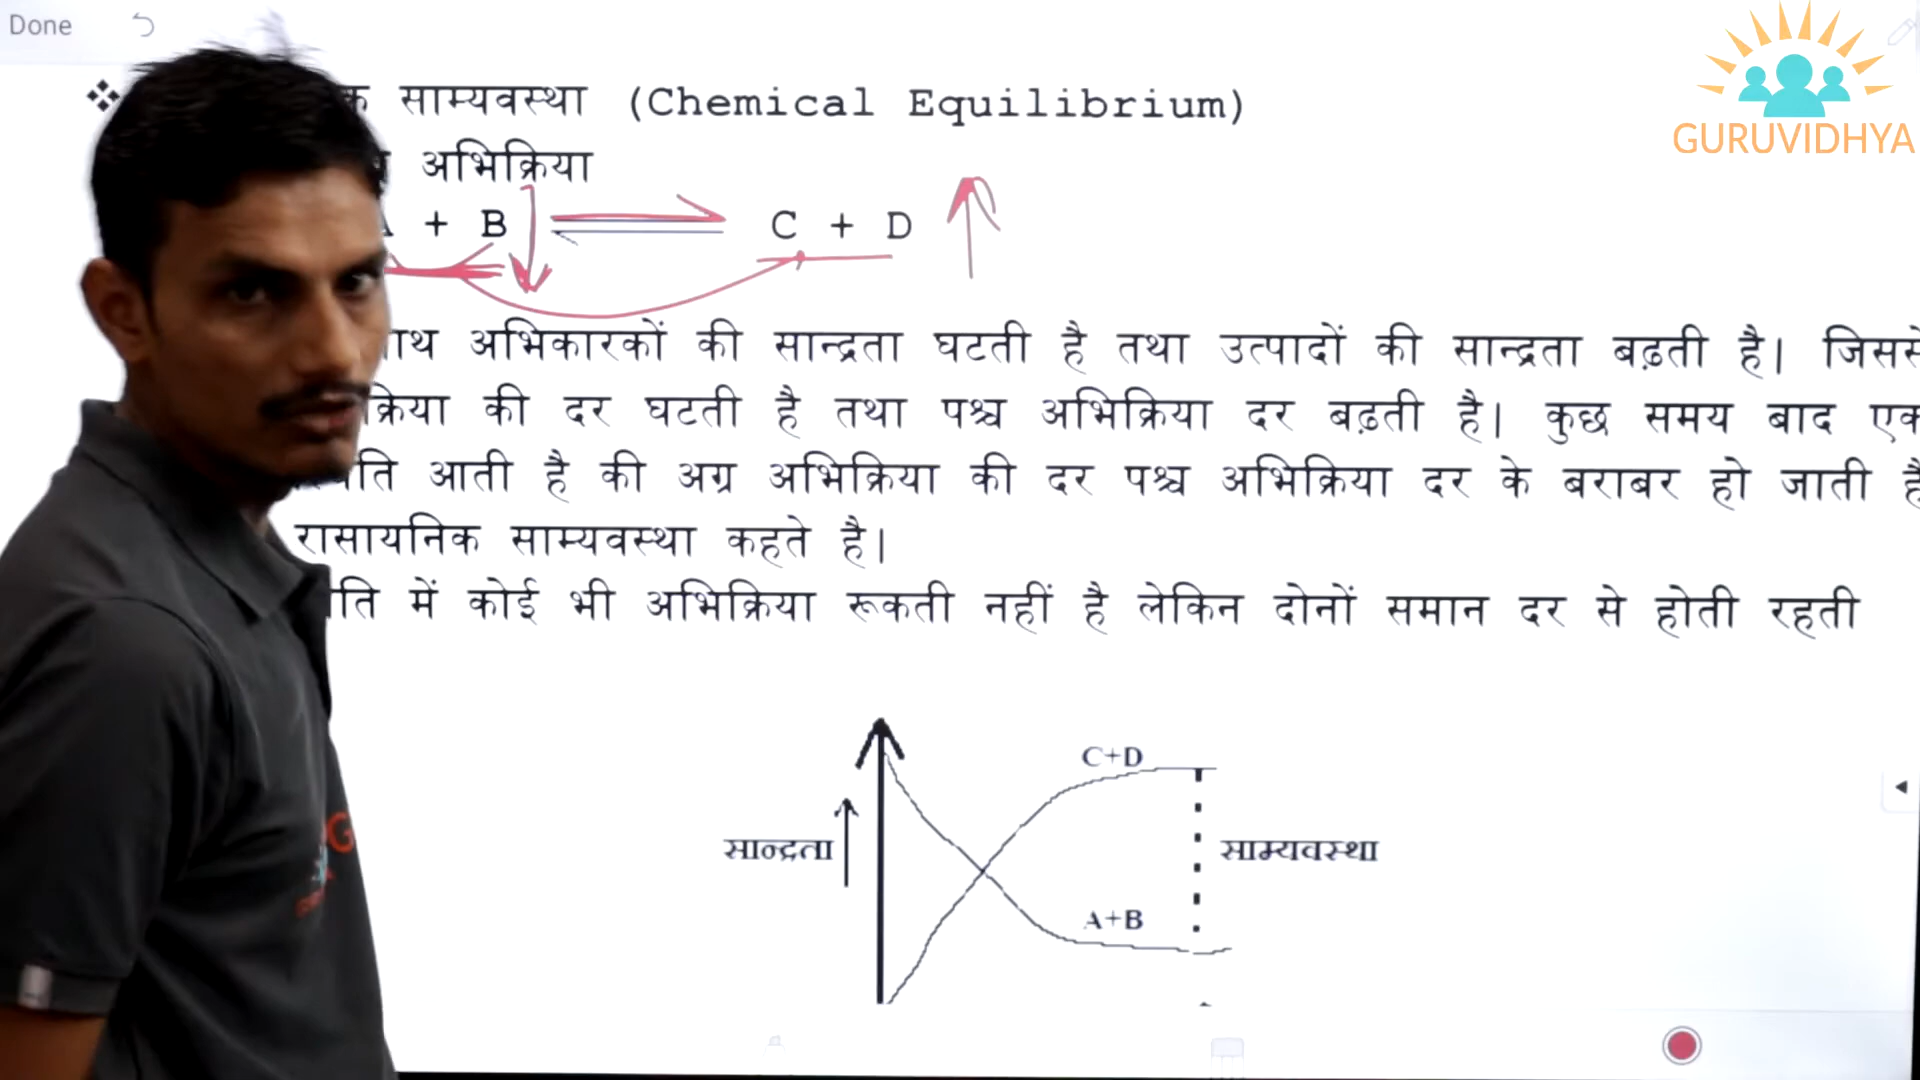 Done
GURUVIDHYA
साम्यवस्था (Chemical Equilibrium)
अभिक्रिया
+ B ⇌ C + D
अभिकारकों की सान्द्रता घटती है तथा उत्पादों की सान्द्रता बढ़ती है। जिससे
की दर घटती है तथा पश्च अभिक्रिया दर बढ़ती है। कुछ समय बाद एक
आती है की अग्र अभिक्रिया की दर पश्च अभिक्रिया दर के बराबर हो जाती है
रासायनिक साम्यवस्था कहते है।
में कोई भी अभिक्रिया रूकती नहीं है लेकिन दोनों समान दर से होती रहती
C+D
सान्द्रता
साम्यवस्था
A+B